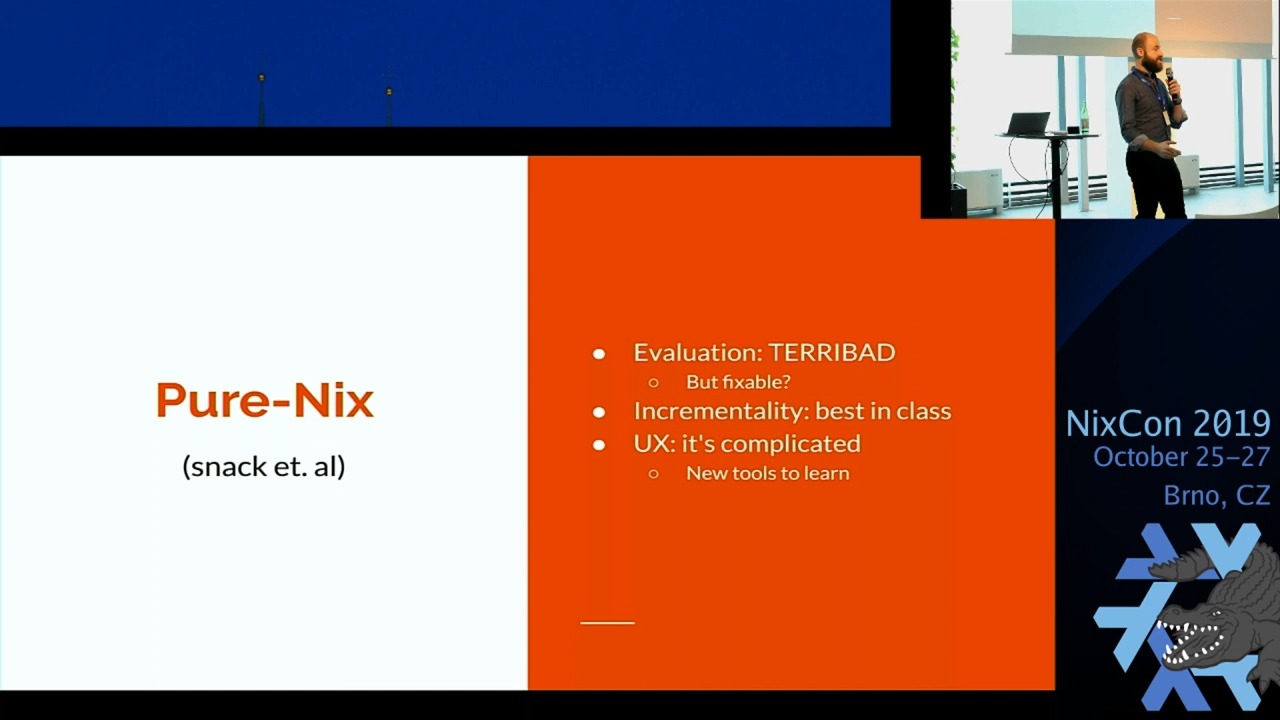 Pure-Nix
(snack et. al)
● Evaluation: TERRIBAD
○ But fixable?
● Incrementality: best in class
● UX: it's complicated
○ New tools to learn
NixCon 2019
October 25–27
Brno, CZ